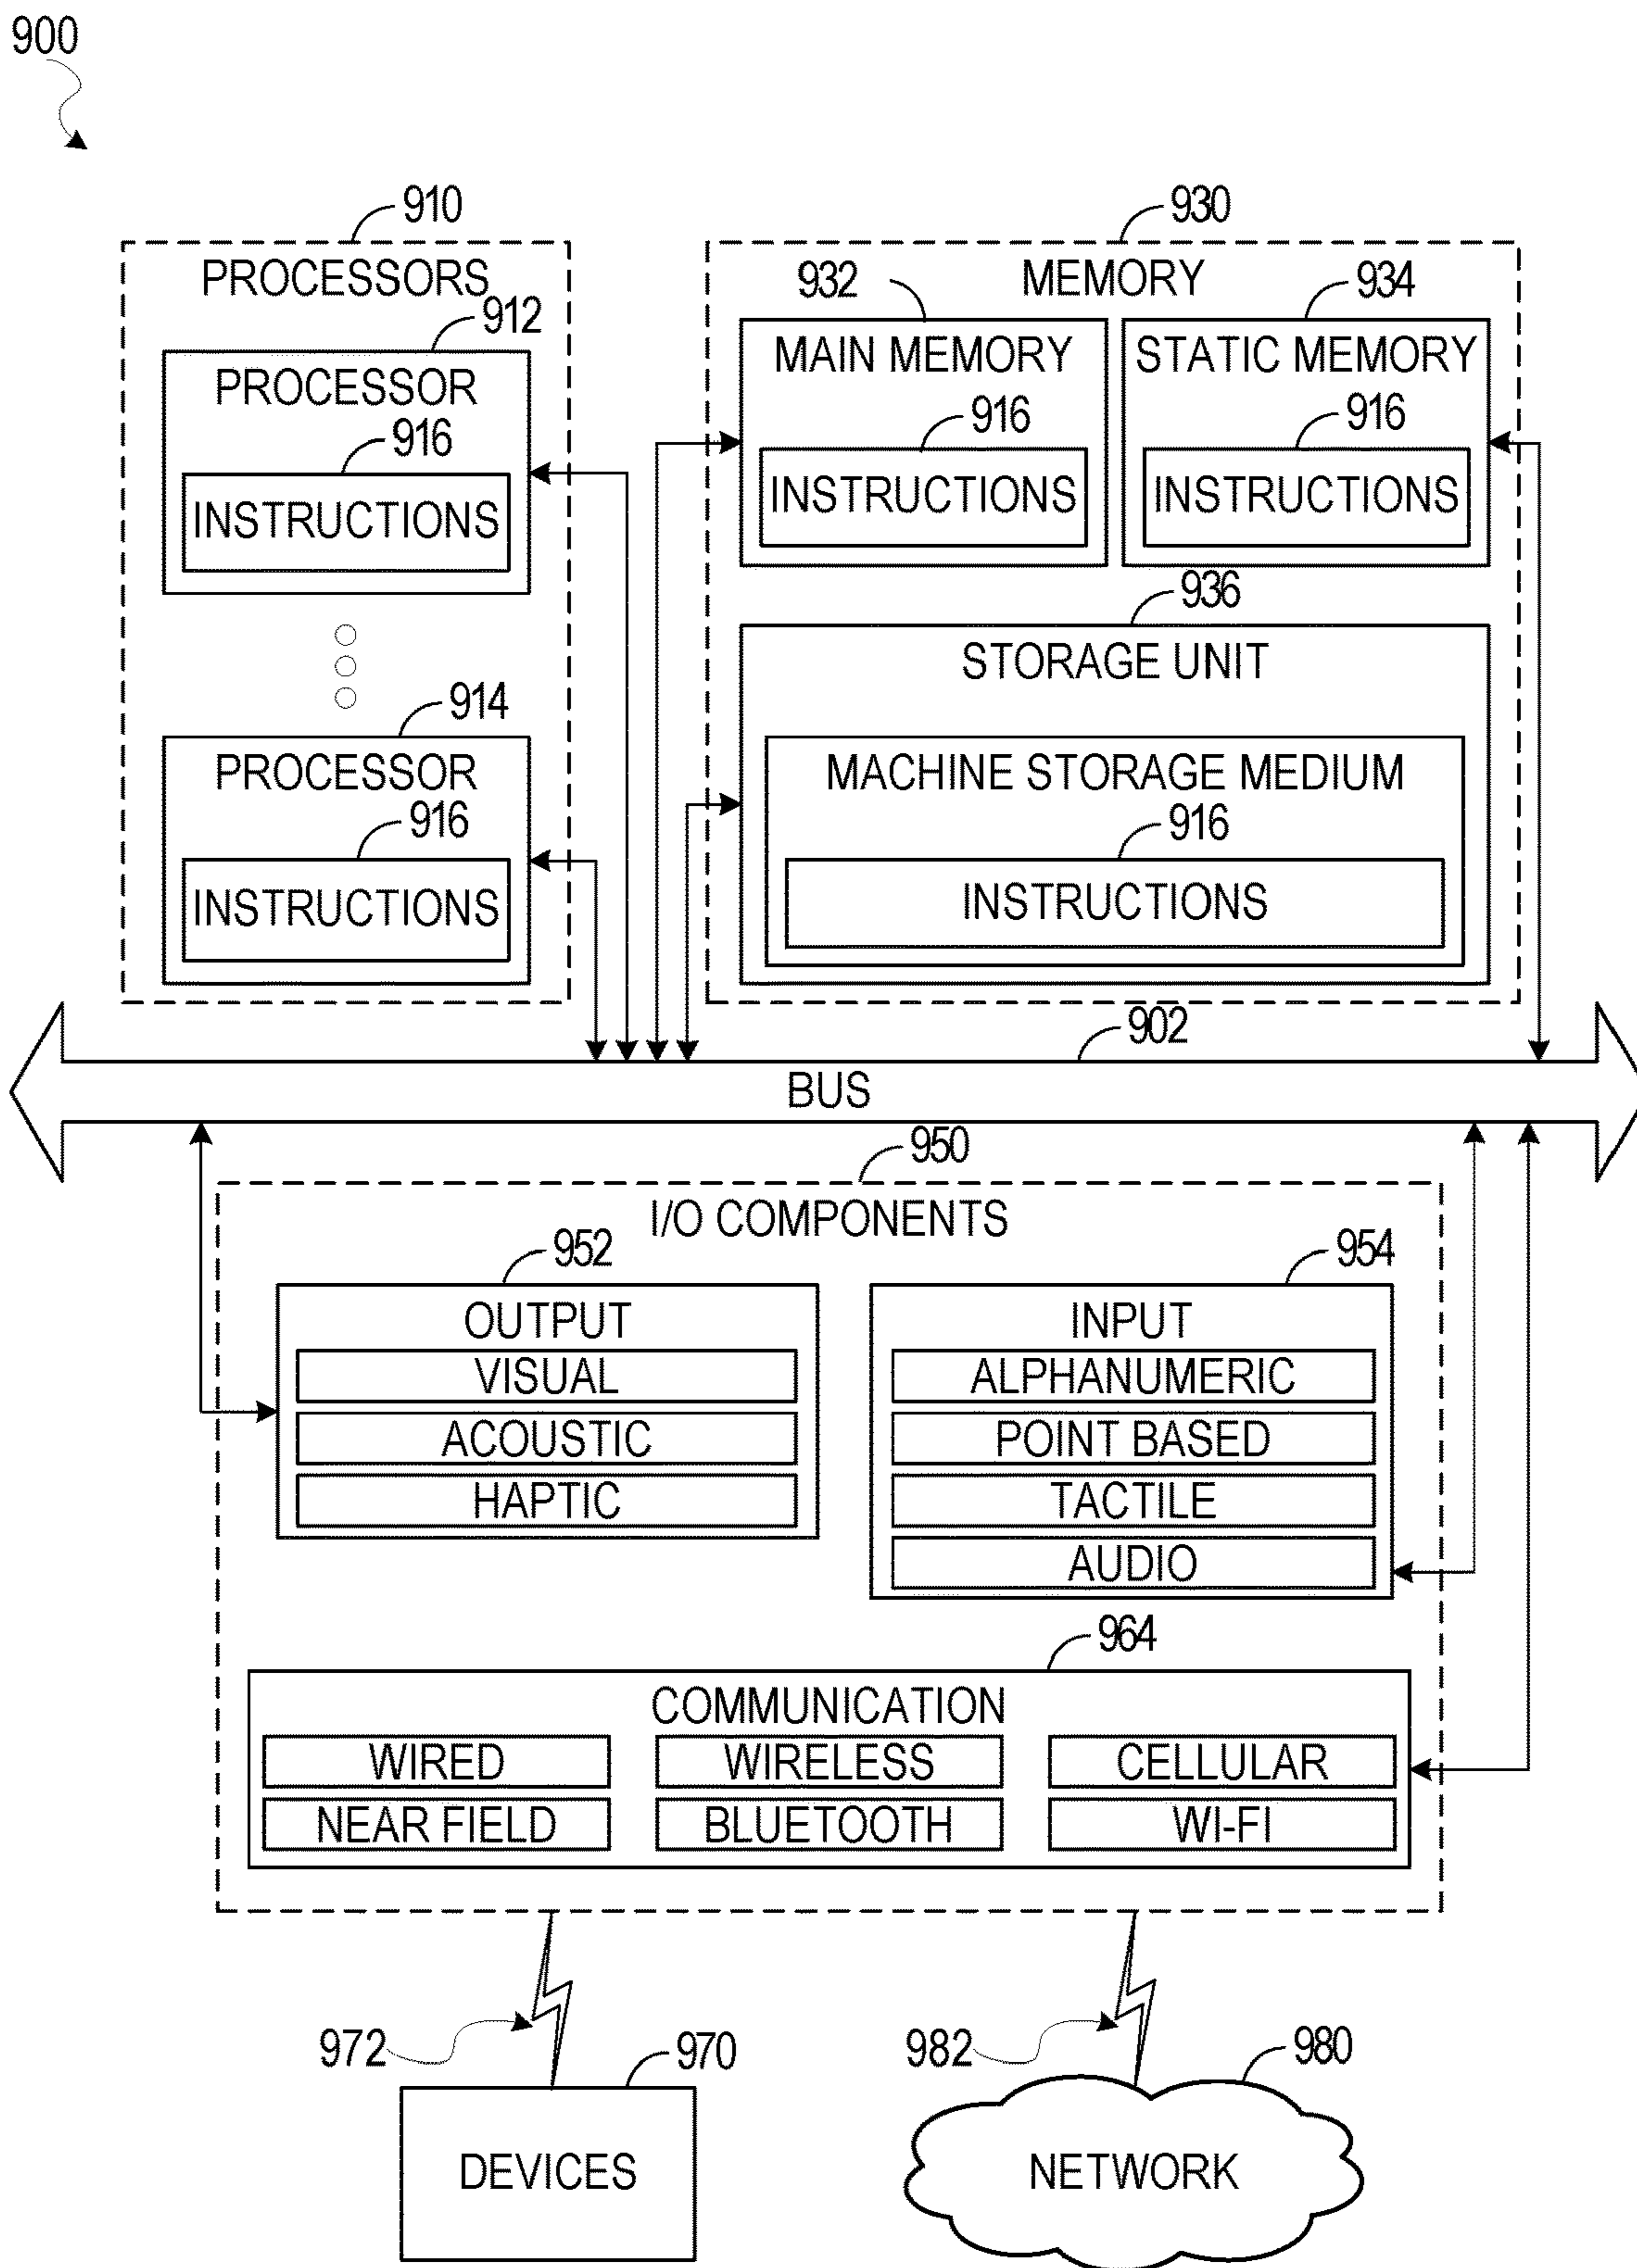 900
910
930
PROCESSORS
MEMORY
932
934
912
MAIN MEMORY
STATIC MEMORY
PROCESSOR
916
916
916
INSTRUCTIONS
INSTRUCTIONS
INSTRUCTIONS
936
STORAGE UNIT
914
PROCESSOR
MACHINE STORAGE MEDIUM
916
916
INSTRUCTIONS
INSTRUCTIONS
902
BUS
950
I/O COMPONENTS
952
954
OUTPUT
INPUT
VISUAL
ALPHANUMERIC
ACOUSTIC
POINT BASED
HAPTIC
TACTILE
AUDIO
964
COMMUNICATION
WIRED
WIRELESS
CELLULAR
NEAR FIELD
BLUETOOTH
WI-FI
972
970
982
980
DEVICES
NETWORK